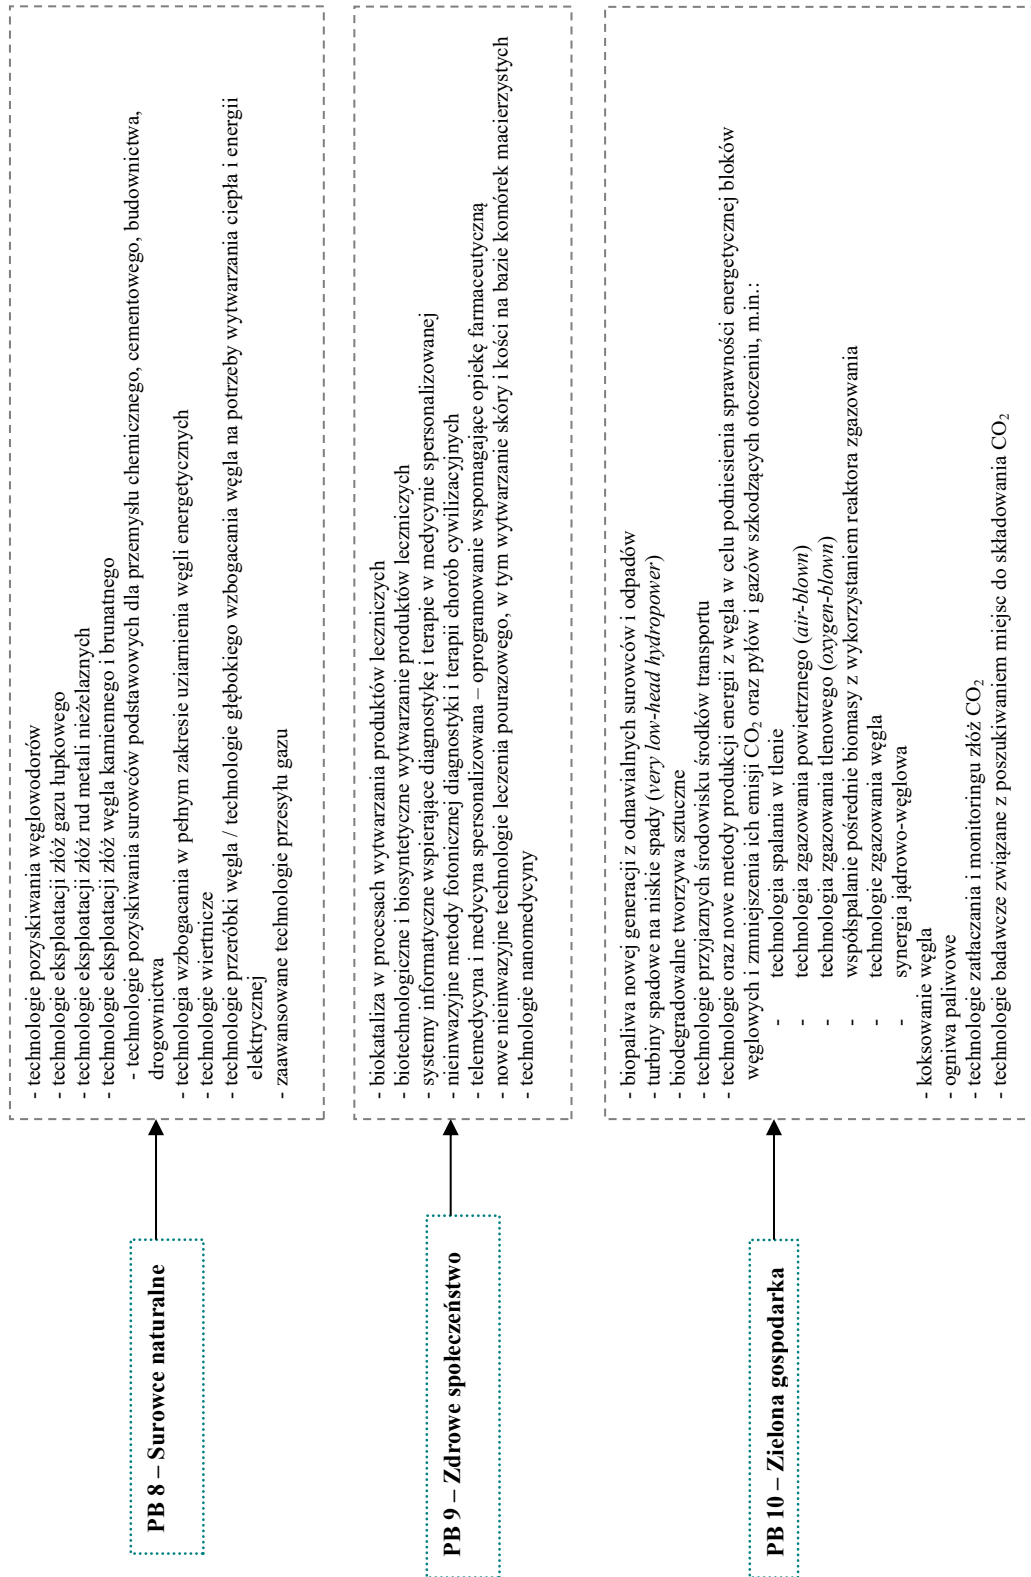 PB 8 – Surowce naturalne
- technologie pozyskiwania węglowodorów
- technologie eksploatacji złóż gazu łupkowego
- technologie eksploatacji złóż rud metali nieżelaznych
- technologie eksploatacji złóż węgla kamiennego i brunatnego
- technologie pozyskiwania surowców podstawowych dla przemysłu chemicznego, cementowego, budownictwa,
drogownictwa
- technologia wzbogacania w pełnym zakresie uziarnienia węgli energetycznych
- technologie wiertnicze
- technologie przeróbki węgla / technologie głębokiego wzbogacania węgla na potrzeby wytwarzania ciepła i energii
elektrycznej
- zaawansowane technologie przesyłu gazu
PB 9 – Zdrowe społeczeństwo
- biokataliza w procesach wytwarzania produktów leczniczych
- biotechnologiczne i biosyntetyczne wytwarzanie produktów leczniczych
- systemy informatyczne wspierające diagnostykę i terapie w medycynie spersonalizowanej
- nieinwazyjne metody fotonicznej diagnostyki i terapii chorób cywilizacyjnych
- telemedycyna i medycyna spersonalizowana – oprogramowanie wspomagające opiekę farmaceutyczną
- nowe nieinwazyjne technologie leczenia pourazowego, w tym wytwarzanie skóry i kości na bazie komórek macierzystych
- technologie nanomedycyny
PB 10 – Zielona gospodarka
- biopaliwa nowej generacji z odnawialnych surowców i odpadów
- turbiny spadowe na niskie spady (very low-head hydropower)
- biodegradowalne tworzywa sztuczne
- technologie przyjaznych środowisku środków transportu
- technologie oraz nowe metody produkcji energii z węgla w celu podniesienia sprawności energetycznej bloków
węglowych i zmniejszenia ich emisji CO₂ oraz pyłów i gazów szkodzących otoczeniu, m.in.:
- technologia spalania w tlenie
- technologia zgazowania powietrznego (air-blown)
- technologia zgazowania tlenowego (oxygen-blown)
- współspalanie pośrednie biomasy z wykorzystaniem reaktora zgazowania
- technologie zgazowania węgla
- synergia jądrowo-węglowa
- koksowanie węgla
- ogniwa paliwowe
- technologie zatłaczania i monitoringu złóż CO₂
- technologie badawcze związane z poszukiwaniem miejsc do składowania CO₂